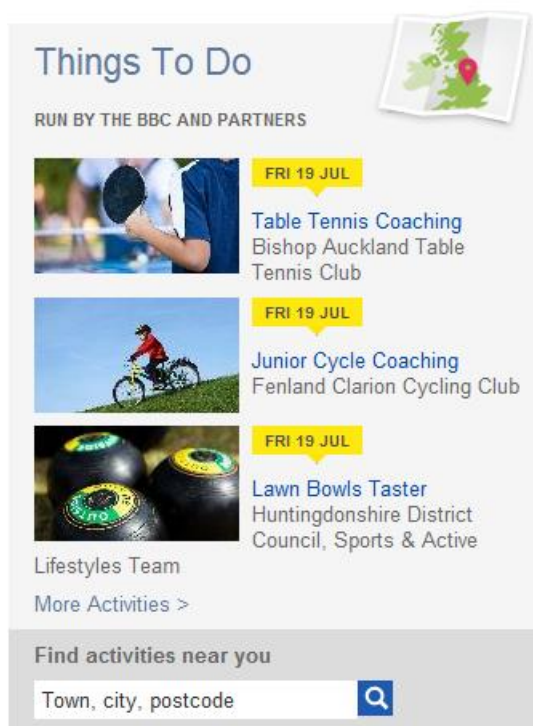 Things To Do
RUN BY THE BBC AND PARTNERS
FRI 19 JUL
Table Tennis Coaching
Bishop Auckland Table
Tennis Club
FRI 19 JUL
Junior Cycle Coaching
Fenland Clarion Cycling Club
FRI 19 JUL
Lawn Bowls Taster
Huntingdonshire District
Council, Sports & Active
Lifestyles Team
More Activities >
Find activities near you
Town, city, postcode